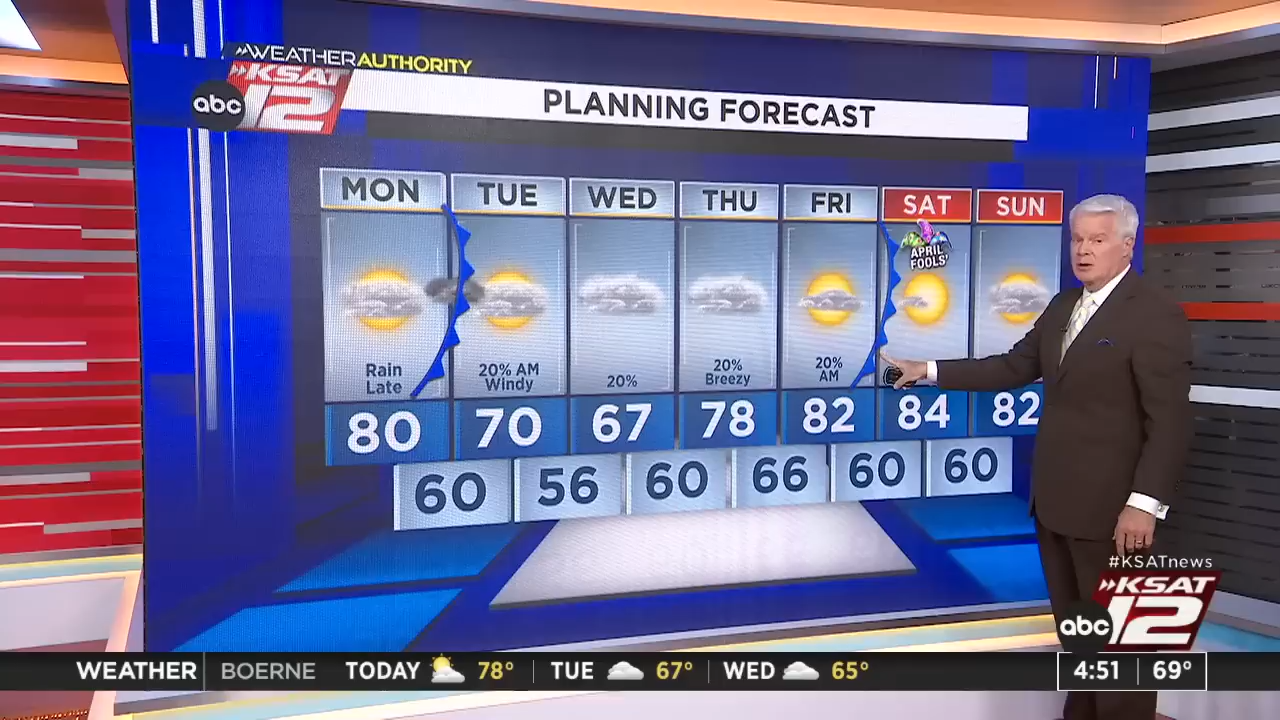 WEATHERAUTHORITY
KSAT
abc 12
PLANNING FORECAST
MON TUE WED THU FRI SAT SUN
APRIL
FOOLS'
Rain
Late
20% AM
Windy
20%
20%
Breezy
20%
AM
80 70 67 78 82 84 82
60 56 60 66 60 60
#KSATnews
KSAT
abc 12
WEATHER BOERNE TODAY 78° TUE 67° WED 65° 4:51 69°